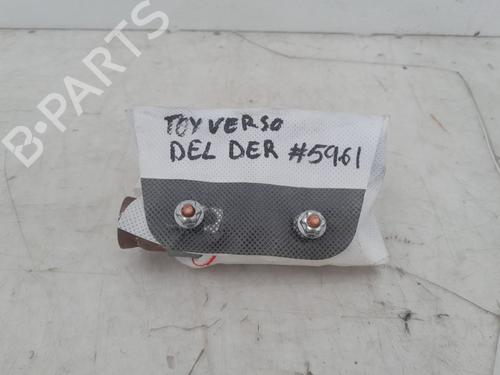 B-PARTS
TOY VERSO
DEL DER #5961